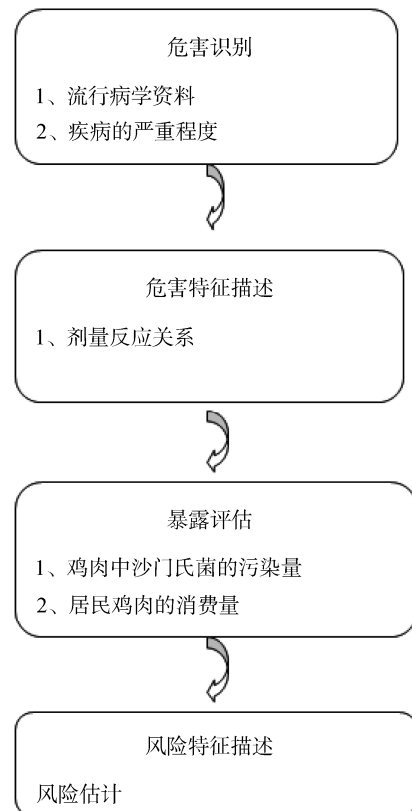 危害识别
1、流行病学资料
2、疾病的严重程度
危害特征描述
1、剂量反应关系
暴露评估
1、鸡肉中沙门氏菌的污染量
2、居民鸡肉的消费量
风险特征描述
风险估计